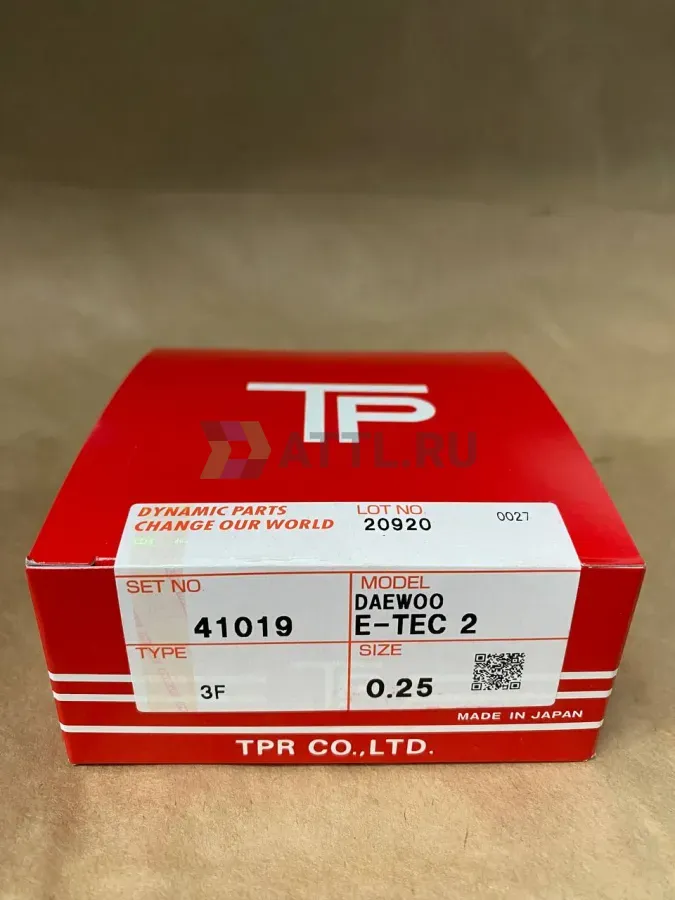 TP
ATTL.RU
DYNAMIC PARTS
CHANGE OUR WORLD
LOT NO.
20920
0027
SET NO.
41019
MODEL
DAEWOO
E-TEC 2
TYPE
3F
SIZE
0.25
MADE IN JAPAN
TPR CO.,LTD.